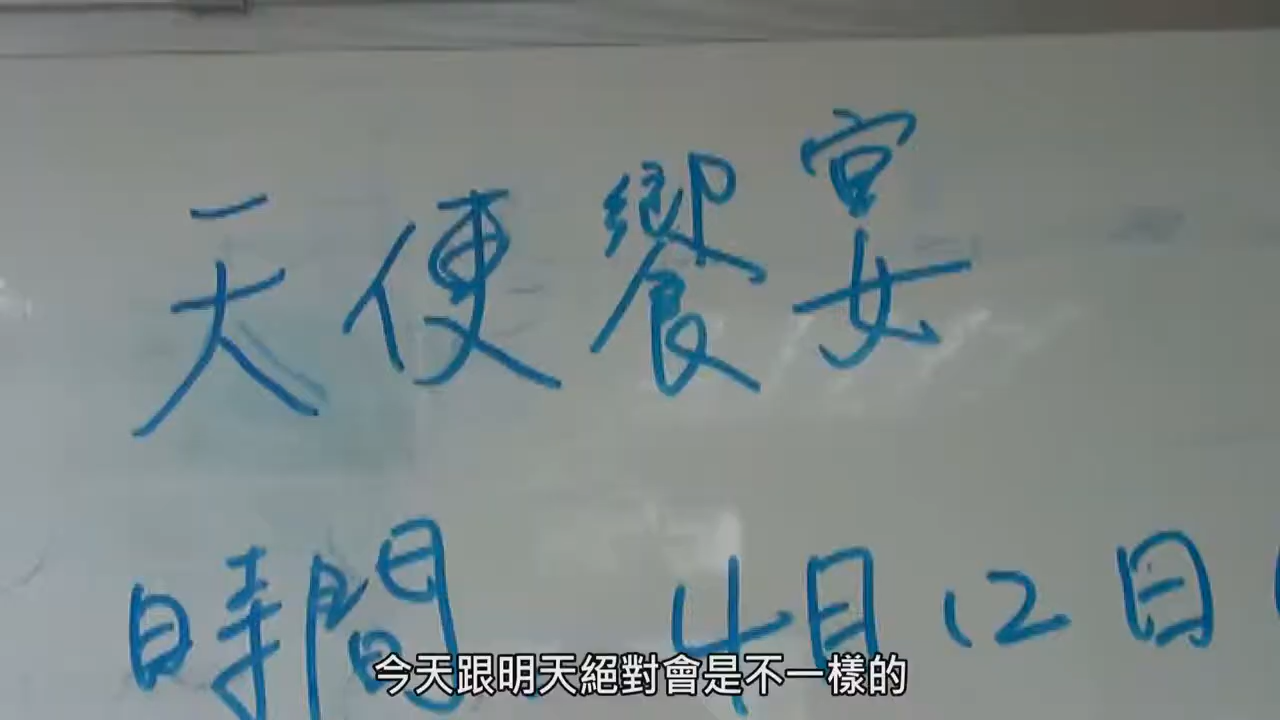 天使饗宴
時間 4月12日
今天跟明天絕對會是不一樣的